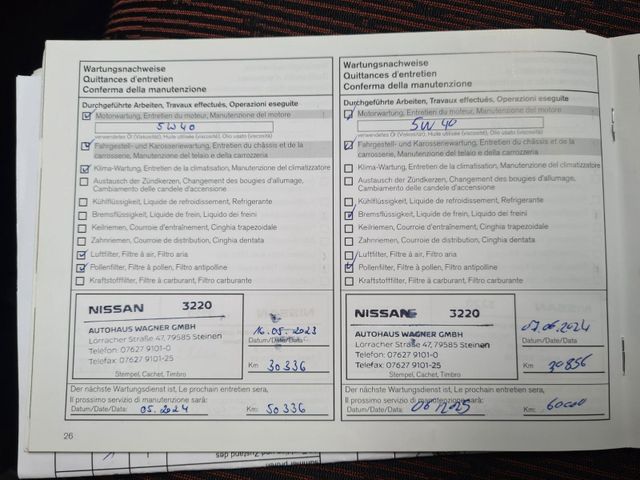 Wartungsnachweise
Quittances d'entretien
Conferma della manutenzione
Durchgeführte Arbeiten, Travaux effectués, Operazioni eseguite
Motorwartung, Entretien du moteur, Manutenzione del motore
5W40
verwendetes Öl (Viskosität), Huile utilisée (viscosité), Olio usato (viscosità)
Fahrgestell- und Karosseriewartung, Entretien du châssis et de la
carrosserie, Manutenzione del telaio e della carrozzeria
Klima-Wartung, Entretien de la climatisation, Manutenzione del climatizzatore
Austausch der Zündkerzen, Changement des bougies d'allumage,
Cambiamento delle candele d'accensione
Kühlflüssigkeit, Liquide de refroidissement, Refrigerante
Bremsflüssigkeit, Liquide de frein, Liquido dei freini
Keilriemen, Courroie d'entraînement, Cinghia trapezoidale
Zahnriemen, Courroie de distribution, Cinghia dentata
Luftfilter, Filtre à air, Filtro aria
Pollenfilter, Filtre à pollen, Filtro antipolline
Kraftstofffilter, Filtre à carburant, Filtro carburante
NISSAN 3220
AUTOHAUS WAGNER GMBH
Lörracher Straße 47, 79585 Steinen
Telefon: 07627 9101-0
Telefax: 07627 9101-25
Stempel, Cachet, Timbro
16.05.2023
Datum/Date/Data:
Km: 30336
Der nächste Wartungsdienst ist, Le prochain entretien sera,
Il prossimo servizio di manutenzione sarà:
Datum/Date/Data: 05.2024 Km: 50336
26
Wartungsnachweise
Quittances d'entretien
Conferma della manutenzione
Durchgeführte Arbeiten, Travaux effectués, Operazioni eseguite
Motorwartung, Entretien du moteur, Manutenzione del motore
5W40
verwendetes Öl (Viskosität), Huile utilisée (viscosité), Olio usato (viscosità)
Fahrgestell- und Karosseriewartung, Entretien du châssis et de la
carrosserie, Manutenzione del telaio e della carrozzeria
Klima-Wartung, Entretien de la climatisation, Manutenzione del climatizzatore
Austausch der Zündkerzen, Changement des bougies d'allumage,
Cambiamento delle candele d'accensione
Kühlflüssigkeit, Liquide de refroidissement, Refrigerante
Bremsflüssigkeit, Liquide de frein, Liquido dei freini
Keilriemen, Courroie d'entraînement, Cinghia trapezoidale
Zahnriemen, Courroie de distribution, Cinghia dentata
Luftfilter, Filtre à air, Filtro aria
Pollenfilter, Filtre à pollen, Filtro antipolline
Kraftstofffilter, Filtre à carburant, Filtro carburante
NISSAN 3220
AUTOHAUS WAGNER GMBH
Lörracher Straße 47, 79585 Steinen
Telefon: 07627 9101-0
Telefax: 07627 9101-25
Stempel, Cachet, Timbro
07.06.2024
Datum/Date/Data
Km:
Der nächste Wartungsdienst ist, Le prochain entretien sera,
Il prossimo servizio di manutenzione sarà:
Datum/Date/Data: 06/2025 Km: 60000